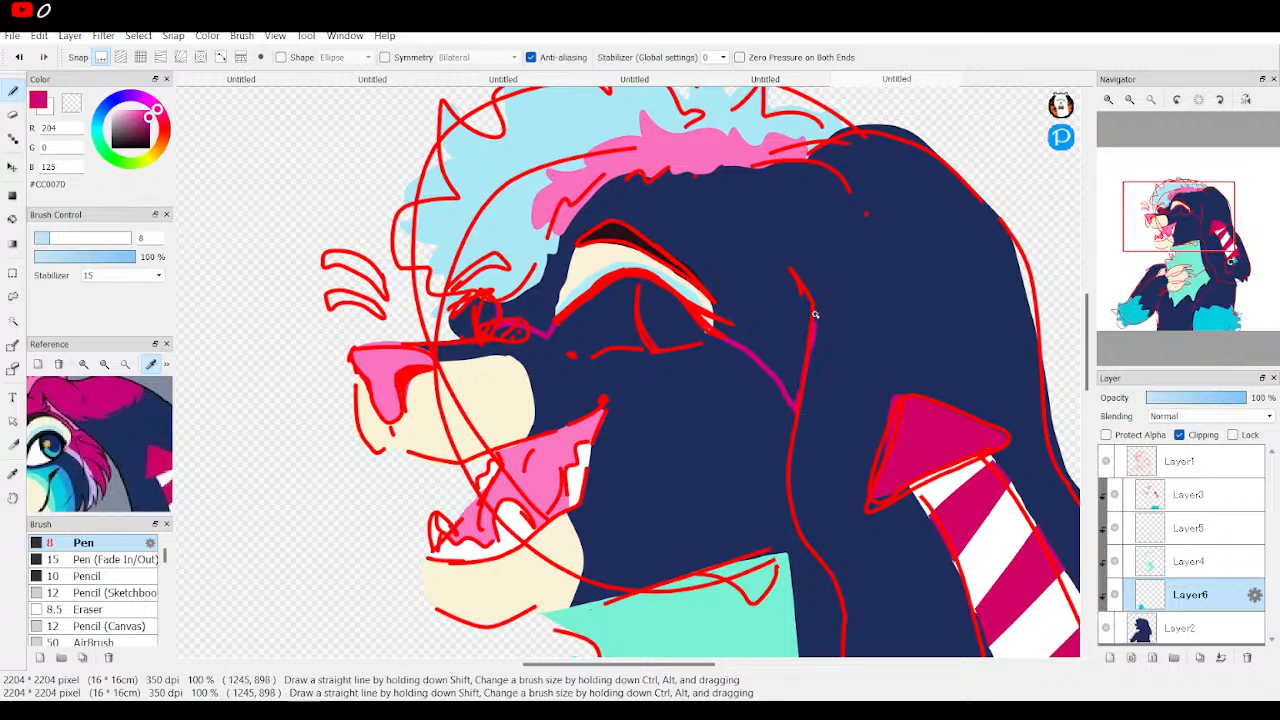 0
File Edit Layer Filter Select Snap Color Brush View Tool Window Help
Snap Shape Ellipse Symmetry Bilateral Anti-aliasing Stabilizer (Global settings) 0 Zero Pressure on Both Ends
Color Untitled Untitled Untitled Untitled Untitled Untitled Navigator
R 204
G 0
B 125
#CC007D
Brush Control
8
100 %
Stabilizer 15
Reference
Brush
8 Pen
15 Pen (Fade In/Out)
10 Pencil
12 Pencil (Sketchboo
8.5 Eraser
12 Pencil (Canvas)
50 AirBrush
P
Layer
Opacity 100 %
Blending Normal
Protect Alpha Clipping Lock
Layer1
Layer3
Layer5
Layer4
Layer6
Layer2
2204 * 2204 pixel (16 * 16cm) 350 dpi 100 % ( 1245, 898 ) Draw a straight line by holding down Shift, Change a brush size by holding down Ctrl, Alt, and dragging
2204 * 2204 pixel (16 * 16cm) 350 dpi 100 % ( 1245, 898 ) Draw a straight line by holding down Shift, Change a brush size by holding down Ctrl, Alt, and dragging